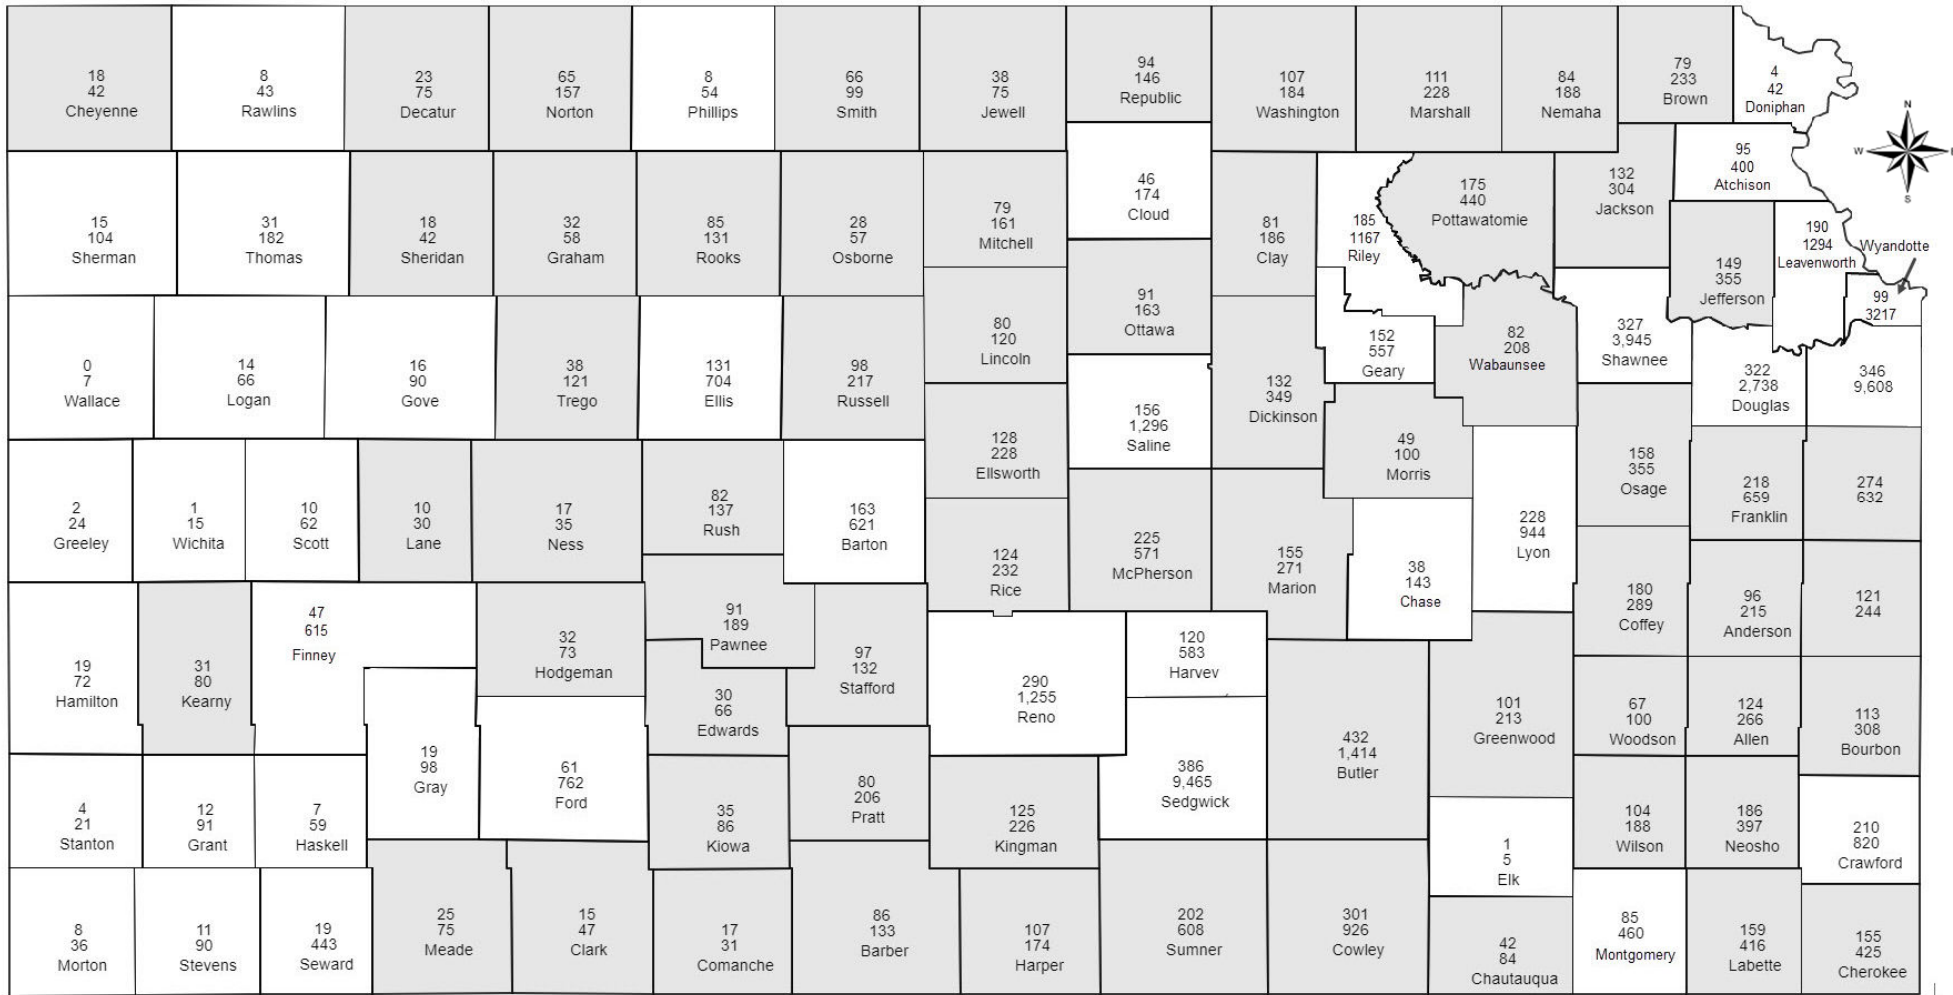 18
42
Cheyenne
8
43
Rawlins
23
75
Decatur
65
157
Norton
8
54
Phillips
66
99
Smith
38
75
Jewell
94
146
Republic
107
184
Washington
111
228
Marshall
84
188
Nemaha
79
233
Brown
4
42
Doniphan
N
W
E
S
15
104
Sherman
31
182
Thomas
18
42
Sheridan
32
58
Graham
85
131
Rooks
28
57
Osborne
79
161
Mitchell
46
174
Cloud
81
186
Clay
185
1167
Riley
175
440
Pottawatomie
132
304
Jackson
95
400
Atchison
149
355
Jefferson
190
1294
Leavenworth
Wyandotte
99
3217
0
7
Wallace
14
66
Logan
16
90
Gove
38
121
Trego
131
704
Ellis
98
217
Russell
80
120
Lincoln
91
163
Ottawa
132
349
Dickinson
152
557
Geary
82
208
Wabaunsee
327
3,945
Shawnee
322
2,738
Douglas
346
9,608
2
24
Greeley
1
15
Wichita
10
62
Scott
10
30
Lane
17
35
Ness
82
137
Rush
163
621
Barton
128
228
Ellsworth
156
1,296
Saline
49
100
Morris
158
355
Osage
218
659
Franklin
274
632
124
232
Rice
225
571
McPherson
155
271
Marion
38
143
Chase
228
944
Lyon
180
289
Coffey
96
215
Anderson
121
244
19
72
Hamilton
31
80
Kearny
47
615
Finney
32
73
Hodgeman
91
189
Pawnee
97
132
Stafford
30
66
Edwards
290
1,255
Reno
120
583
Harvey
19
98
Gray
61
762
Ford
386
9,465
Sedgwick
432
1,414
Butler
101
213
Greenwood
67
100
Woodson
124
266
Allen
113
308
Bourbon
4
21
Stanton
12
91
Grant
7
59
Haskell
35
86
Kiowa
80
206
Pratt
125
226
Kingman
1
5
Elk
104
188
Wilson
186
397
Neosho
210
820
Crawford
8
36
Morton
11
90
Stevens
19
443
Seward
25
75
Meade
15
47
Clark
17
31
Comanche
86
133
Barber
107
174
Harper
202
608
Sumner
301
926
Cowley
42
84
Chautauqua
85
460
Montgomery
159
416
Labette
155
425
Cherokee